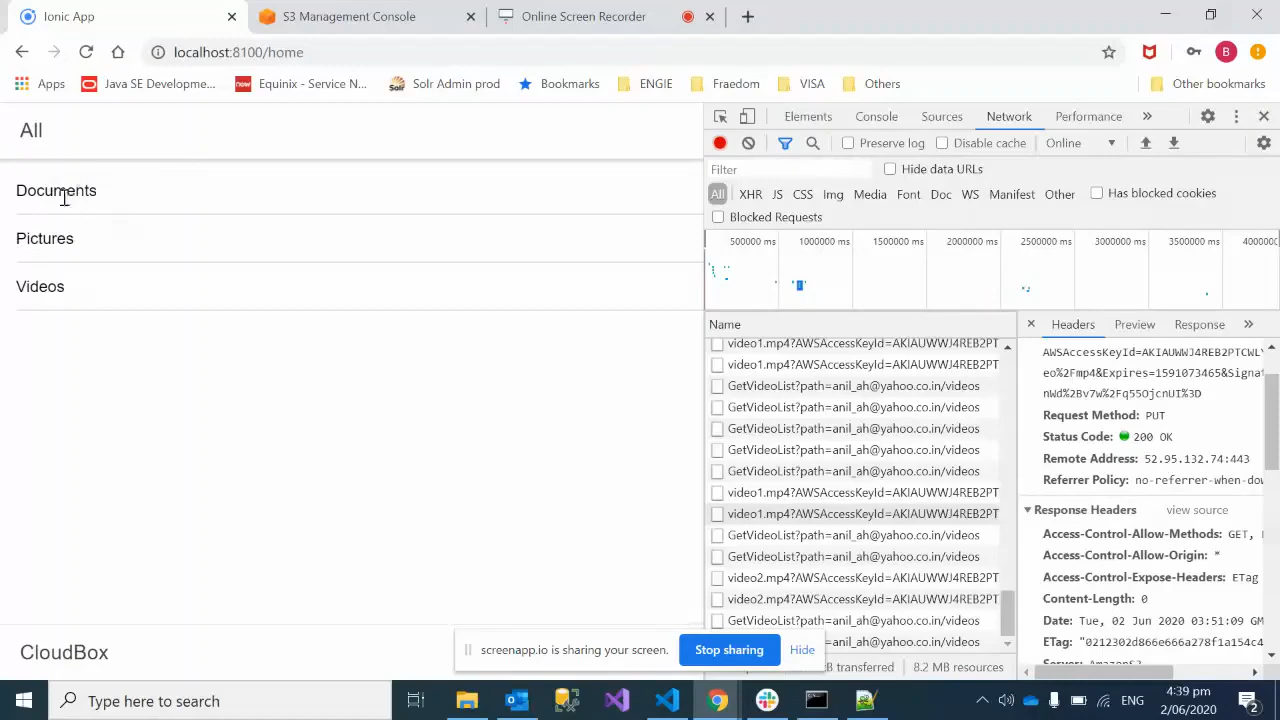 Ionic App
S3 Management Console
Online Screen Recorder
localhost:8100/home
B
Apps
Java SE Developme...
now
Equinix - Service N...
Solr
Solr Admin prod
Bookmarks
ENGIE
Fraedom
VISA
Others
Other bookmarks
All
Documents
Pictures
Videos
CloudBox
Elements
Console
Sources
Network
Performance
Preserve log
Disable cache
Online
Filter
Hide data URLs
All
XHR
JS
CSS
Img
Media
Font
Doc
WS
Manifest
Other
Has blocked cookies
Blocked Requests
500000 ms
1000000 ms
1500000 ms
2000000 ms
2500000 ms
3000000 ms
3500000 ms
400000
Name
video1.mp4?AWSAccessKeyId=AKIAUWWJ4REB2PT
video1.mp4?AWSAccessKeyId=AKIAUWWJ4REB2PT
GetVideoList?path=anil_ah@yahoo.co.in/videos
GetVideoList?path=anil_ah@yahoo.co.in/videos
GetVideoList?path=anil_ah@yahoo.co.in/videos
GetVideoList?path=anil_ah@yahoo.co.in/videos
GetVideoList?path=anil_ah@yahoo.co.in/videos
video1.mp4?AWSAccessKeyId=AKIAUWWJ4REB2PT
video1.mp4?AWSAccessKeyId=AKIAUWWJ4REB2PT
GetVideoList?path=anil_ah@yahoo.co.in/videos
GetVideoList?path=anil_ah@yahoo.co.in/videos
video2.mp4?AWSAccessKeyId=AKIAUWWJ4REB2PT
video2.mp4?AWSAccessKeyId=AKIAUWWJ4REB2PT
GetVideoList?path=anil_ah@yahoo.co.in/videos
ah@yahoo.co.in/videos
B transferred
8.2 MB resources
Headers
Preview
Response
AWSAccessKeyId=AKIAUWWJ4REB2PTCWL
eo%2Fmp4&Expires=1591073465&Signat
nWd%2Bv7w%2Fq55OjcnUI%3D
Request Method: PUT
Status Code: 200 OK
Remote Address: 52.95.132.74:443
Referrer Policy: no-referrer-when-dow
Response Headers
view source
Access-Control-Allow-Methods: GET,
Access-Control-Allow-Origin: *
Access-Control-Expose-Headers: ETag
Content-Length: 0
Date: Tue, 02 Jun 2020 03:51:09 GM
ETag: "0212302d866e666a278f1a154c4
screenapp.io is sharing your screen.
Stop sharing
Hide
Type here to search
ENG
4:39 pm
2/06/2020
2